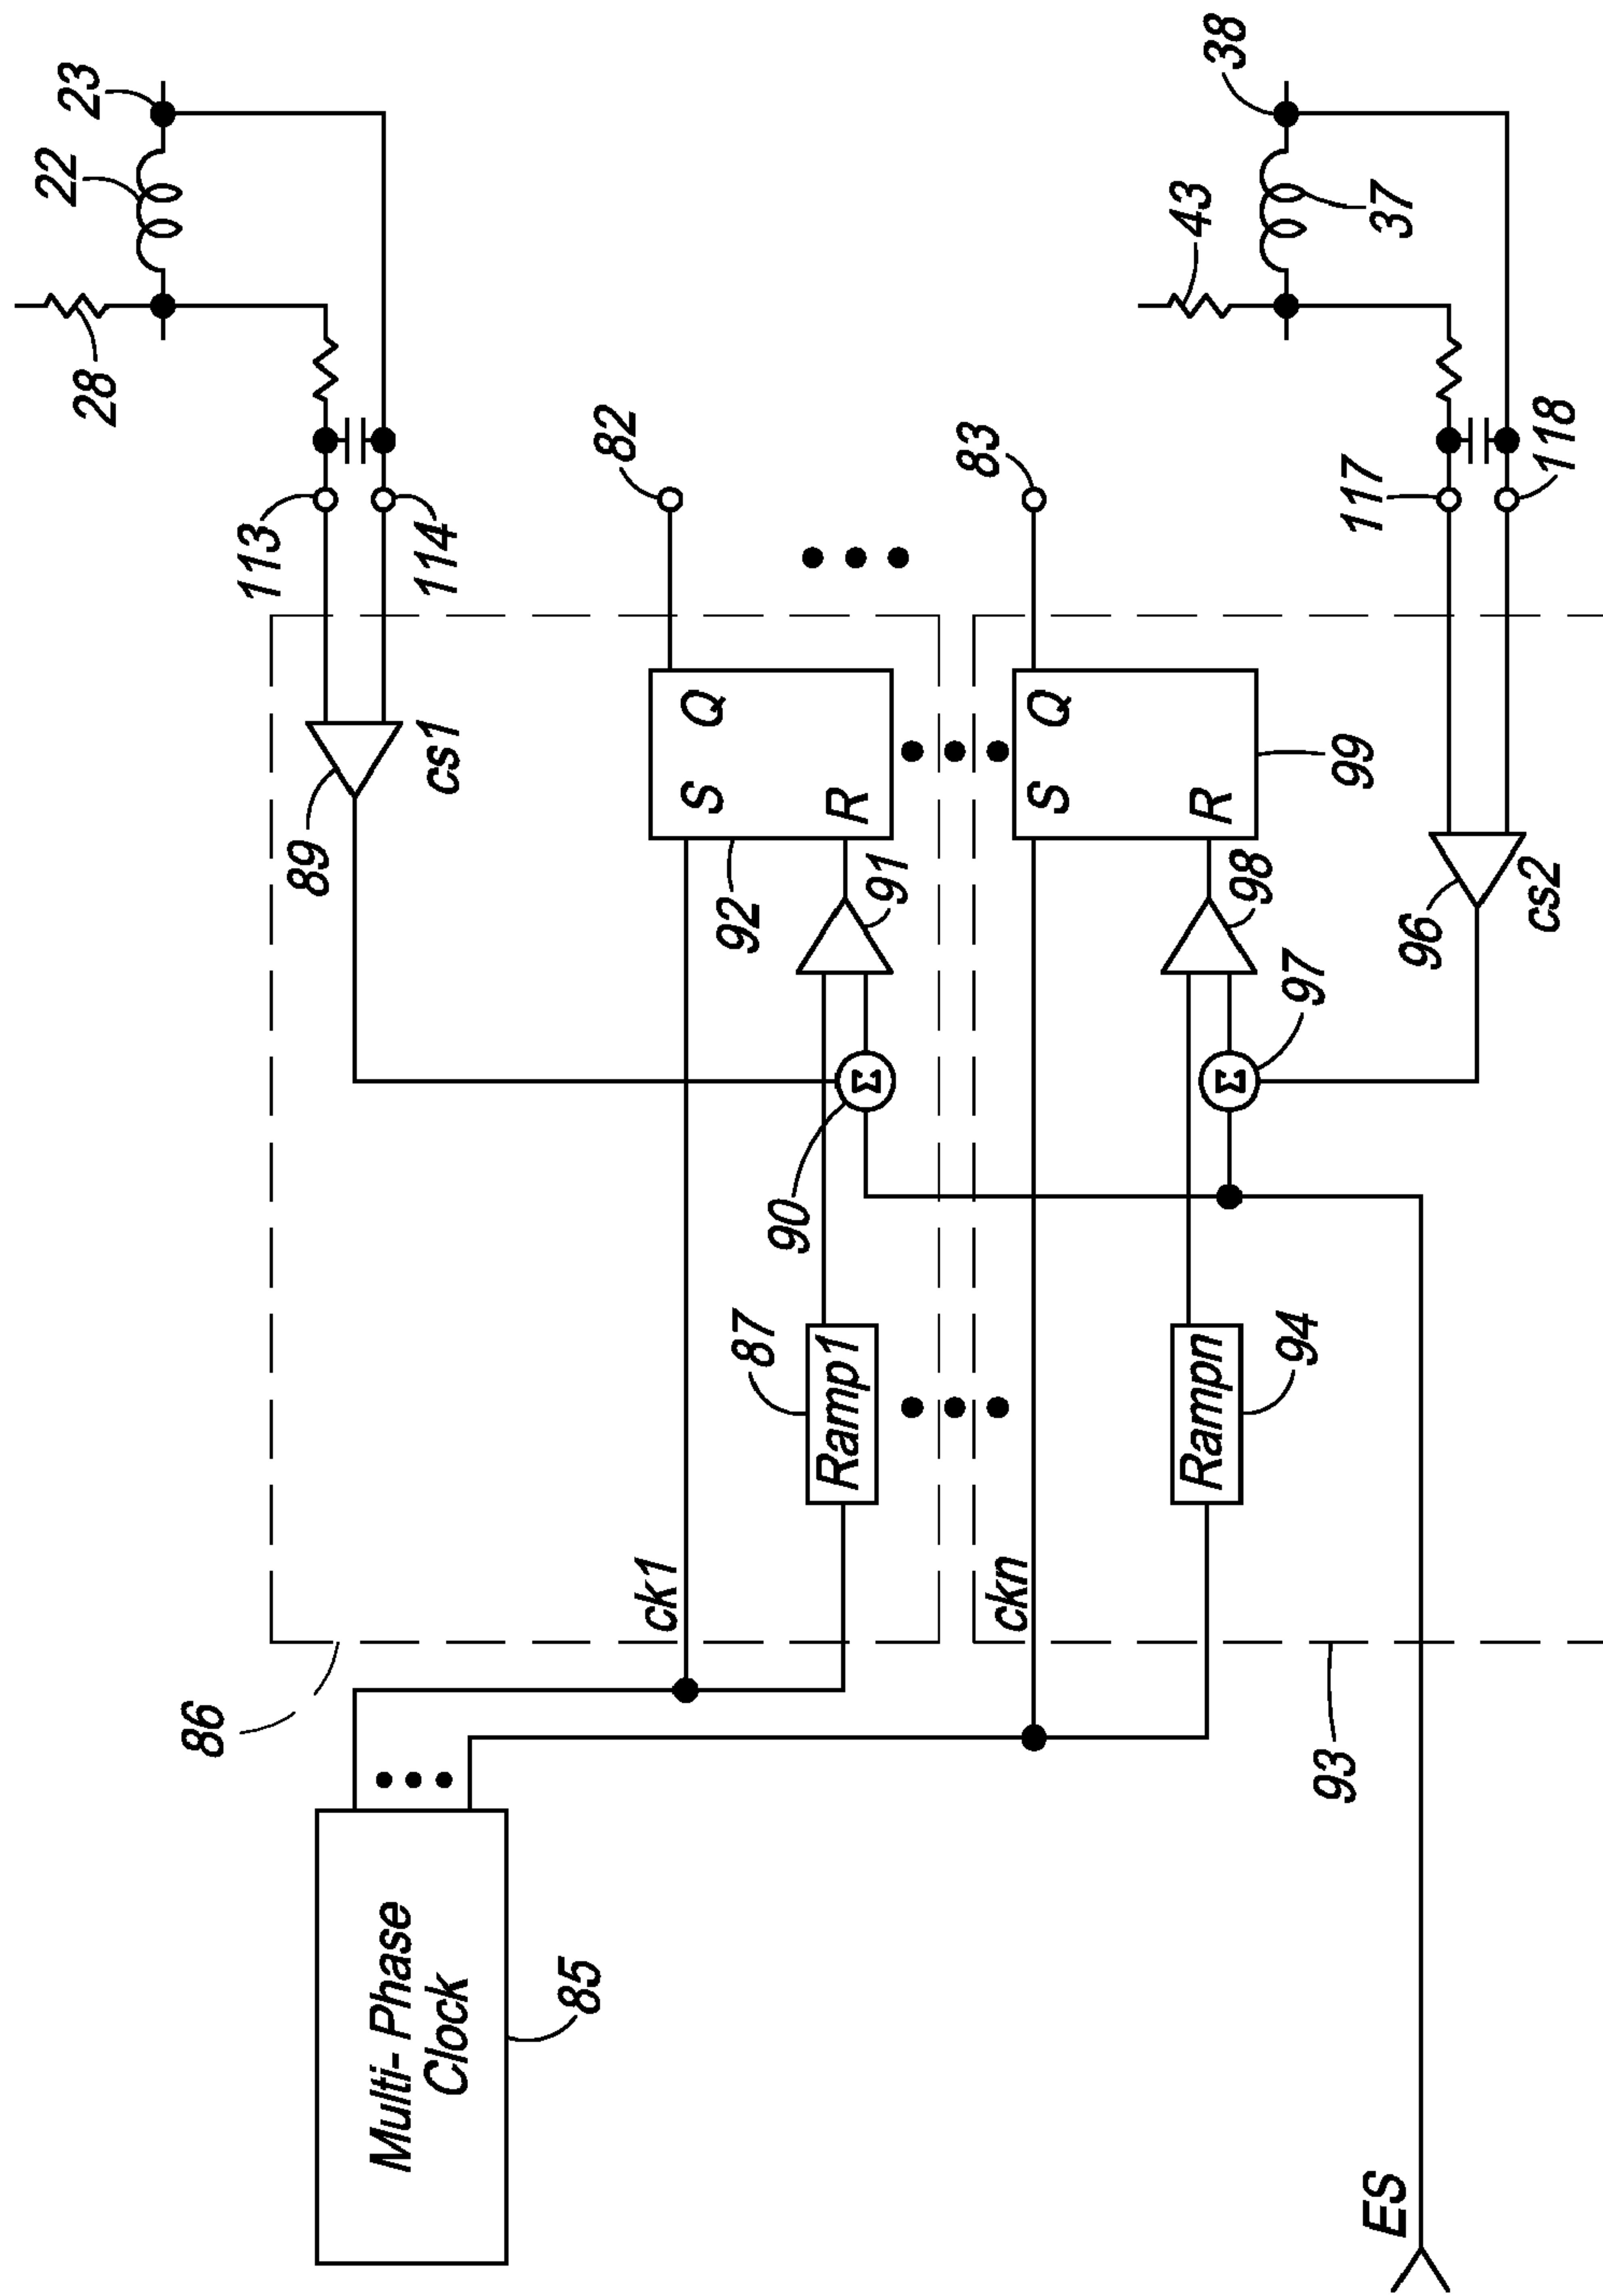 23
22
28
113
114
82
83
38
43
37
117
118
cs1
89
S
Q
R
92
91
90
S
Q
R
99
98
97
96
cs2
87
Ramp1
Rampn
94
ck1
ckn
86
93
Multi-Phase
Clock
85
ES
Σ
Σ